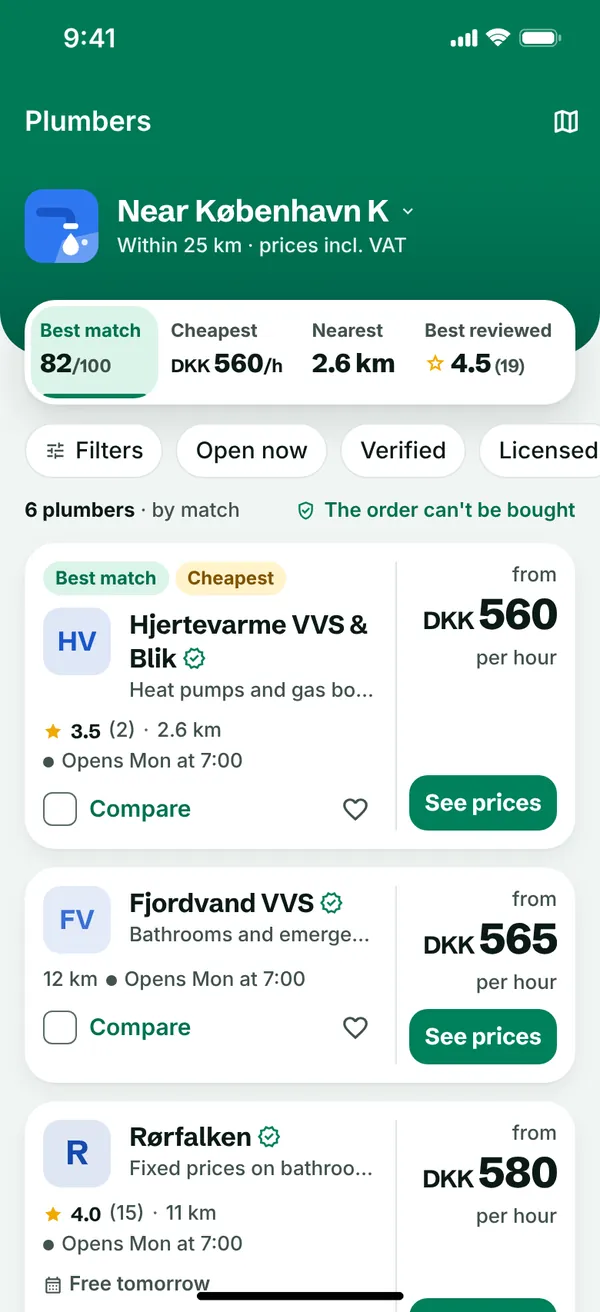 9:41
Plumbers
Near København K
Within 25 km · prices incl. VAT
Best match
82/100
Cheapest
DKK 560/h
Nearest
2.6 km
Best reviewed
4.5 (19)
Filters
Open now
Verified
Licensed
6 plumbers · by match
The order can't be bought
Best match
Cheapest
HV
Hjertevarme VVS &
Blik
Heat pumps and gas bo...
3.5 (2) · 2.6 km
Opens Mon at 7:00
Compare
from
DKK 560
per hour
See prices
FV
Fjordvand VVS
Bathrooms and emerge...
12 km ● Opens Mon at 7:00
Compare
from
DKK 565
per hour
See prices
R
Rørfalken
Fixed prices on bathroo...
4.0 (15) · 11 km
Opens Mon at 7:00
Free tomorrow
from
DKK 580
per hour